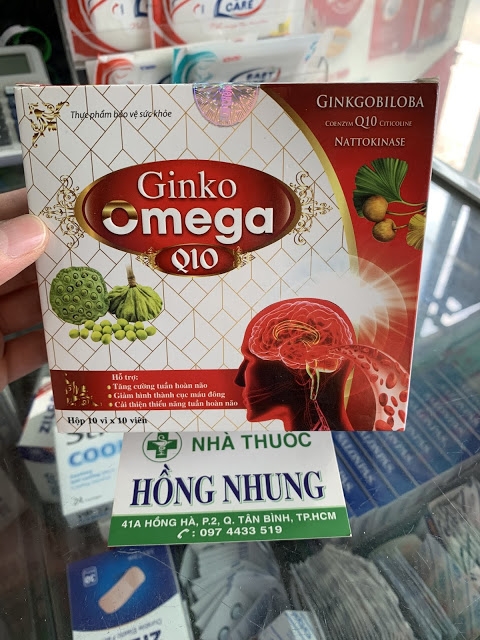 CARE
Thực phẩm bảo vệ sức khỏe
GINKGOBILOBA
COENZYM Q10 CITICOLINE
NATTOKINASE
Ginko
Omega
Q10
Hỗ trợ:
• Tăng cường tuần hoàn não
• Giảm hình thành cục máu đông
• Cải thiện thiểu năng tuần hoàn não
Hộp 10 vỉ x 10 viên
NHÀ THUỐC
HỒNG NHUNG
41A HỒNG HÀ, P.2, Q. TÂN BÌNH, TP.HCM
: 097 4433 519
COOL